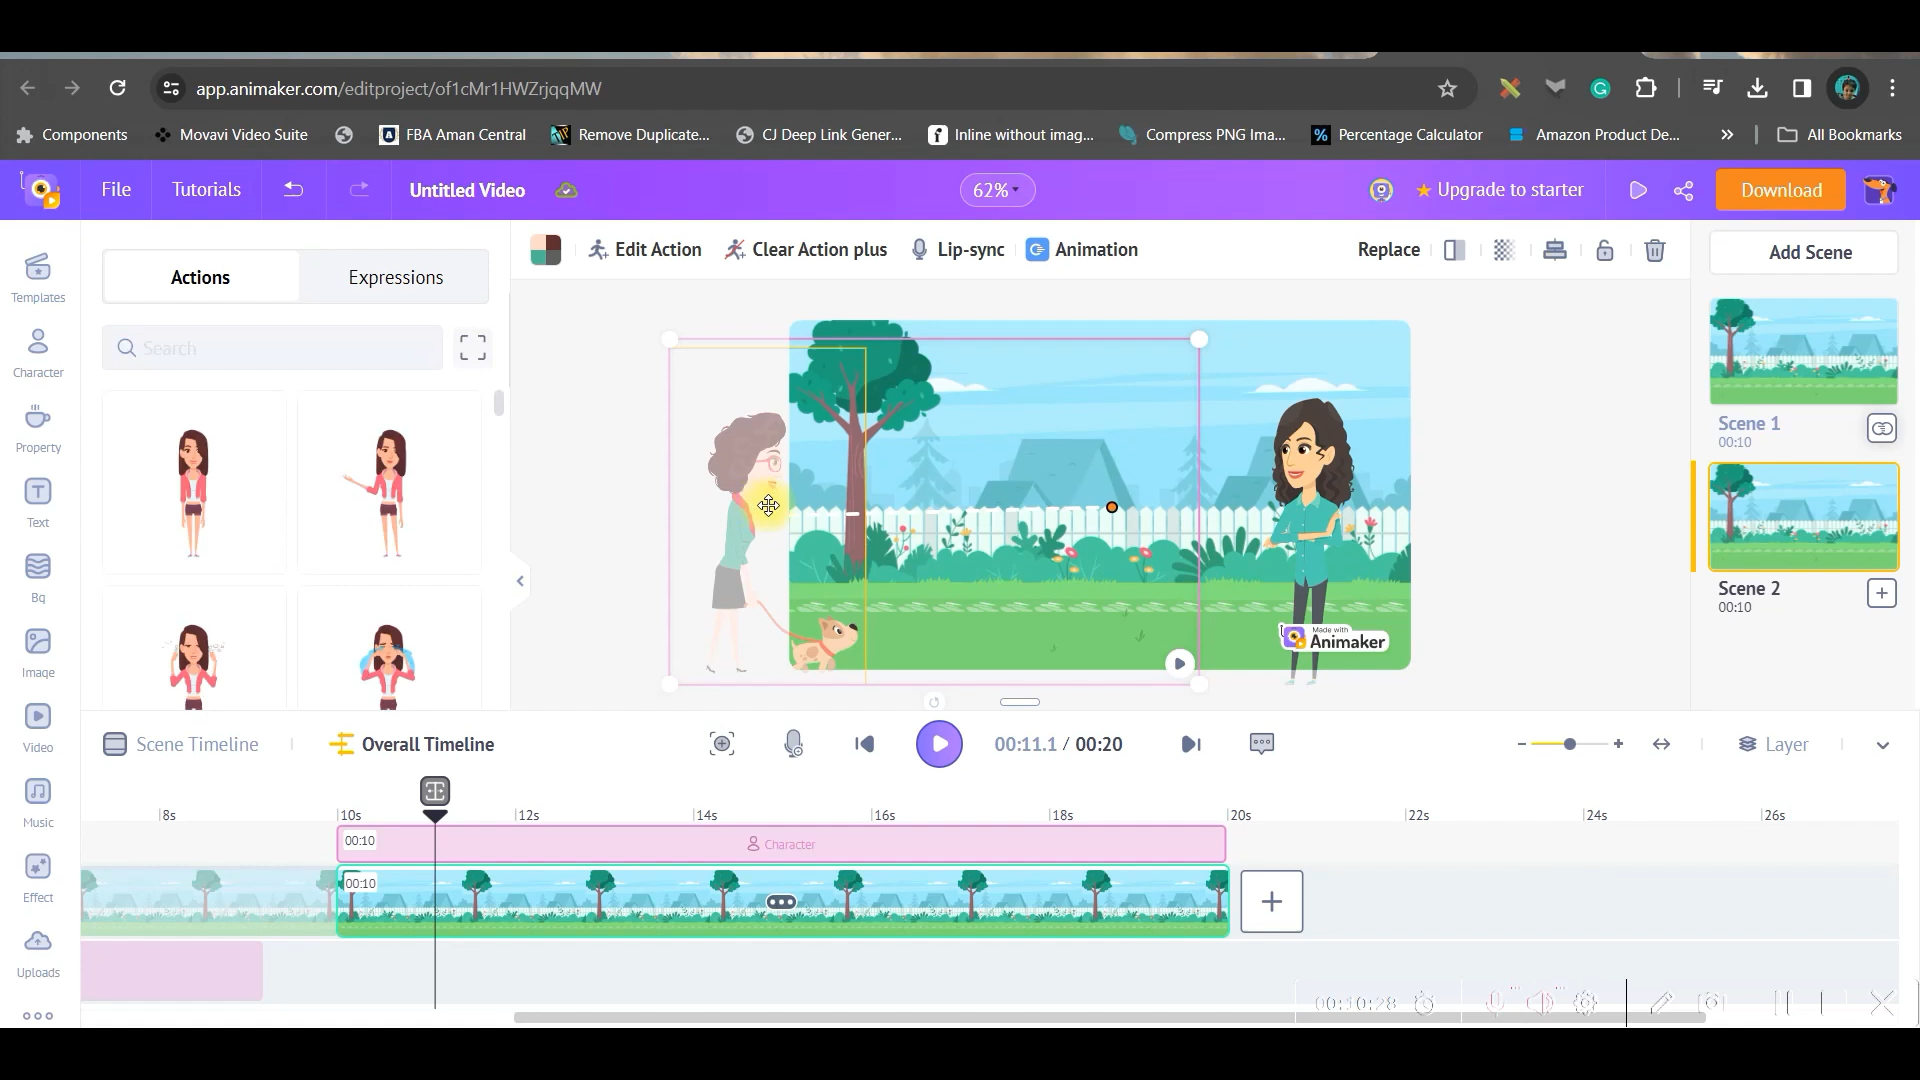 app.animaker.com/editproject/of1cMr1HWZrjqqMW
Components
Movavi Video Suite
FBA Aman Central
Remove Duplicate...
CJ Deep Link Gener...
Inline without imag...
Compress PNG Ima...
Percentage Calculator
Amazon Product De...
All Bookmarks
File
Tutorials
Untitled Video
62%
Upgrade to starter
Download
Templates
Character
Property
Text
Bg
Image
Video
Music
Effect
Uploads
Actions
Expressions
Search
Edit Action
Clear Action plus
Lip-sync
Animation
Replace
Made with
Animaker
Add Scene
Scene 1
00:10
Scene 2
00:10
Scene Timeline
Overall Timeline
00:11.1 / 00:20
Layer
8s
10s
12s
14s
16s
18s
20s
22s
24s
26s
00:10
Character
00:10
00:10:28